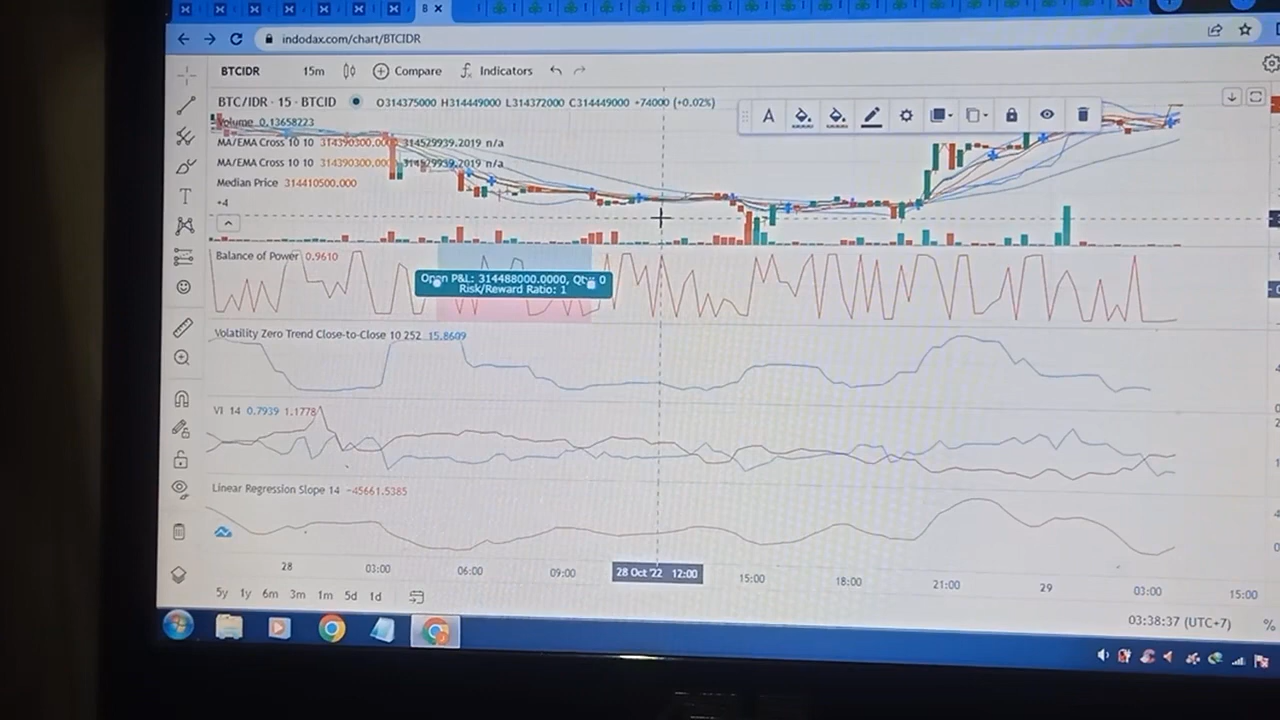 B
indodax.com/chart/BTCIDR
BTCIDR 15m Compare Indicators
BTC/IDR · 15 · BTCID O314375000 H314449000 L314372000 C314449000 +74000 (+0.02%)
Volume 0.13658223
MA/EMA Cross 10 10 314390300.000 314529939.2019 n/a
MA/EMA Cross 10 10 314390300.000 314529939.2019 n/a
Median Price 314410500.000
+4
Balance of Power 0.9610
Open P&L: 314488000.0000, Qty: 0
Risk/Reward Ratio: 1
Volatility Zero Trend Close-to-Close 10 252 15.8609
VI 14 0.7939 1.1778
Linear Regression Slope 14 −45661.5385
28 03:00 06:00 09:00 28 Oct '22 12:00 15:00 18:00 21:00 29 03:00 15:00
5y 1y 6m 3m 1m 5d 1d
03:38:37 (UTC+7) %